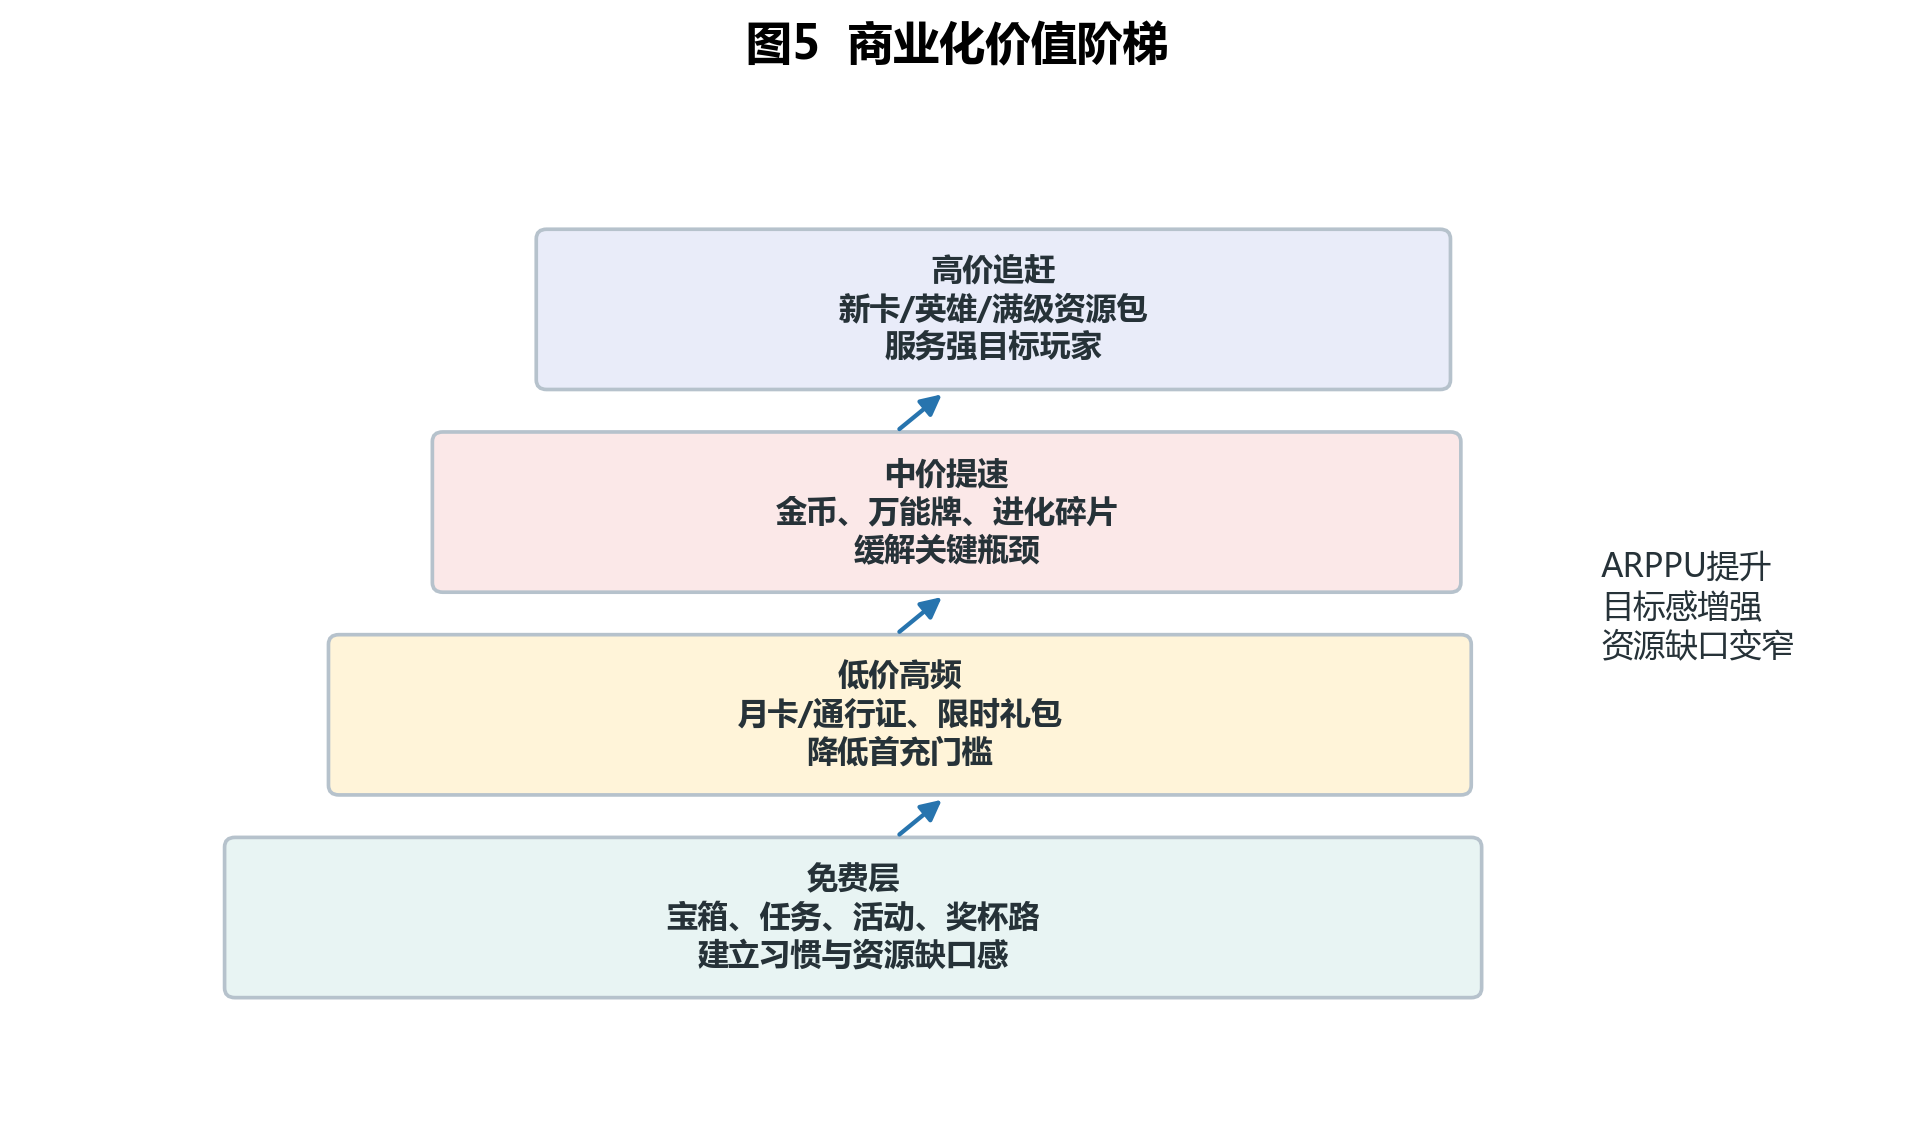 图5 商业化价值阶梯
高价追赶
新卡/英雄/满级资源包
服务强目标玩家
中价提速
金币、万能牌、进化碎片
缓解关键瓶颈
ARPPU提升
目标感增强
资源缺口变窄
低价高频
月卡/通行证、限时礼包
降低首充门槛
免费层
宝箱、任务、活动、奖杯路
建立习惯与资源缺口感